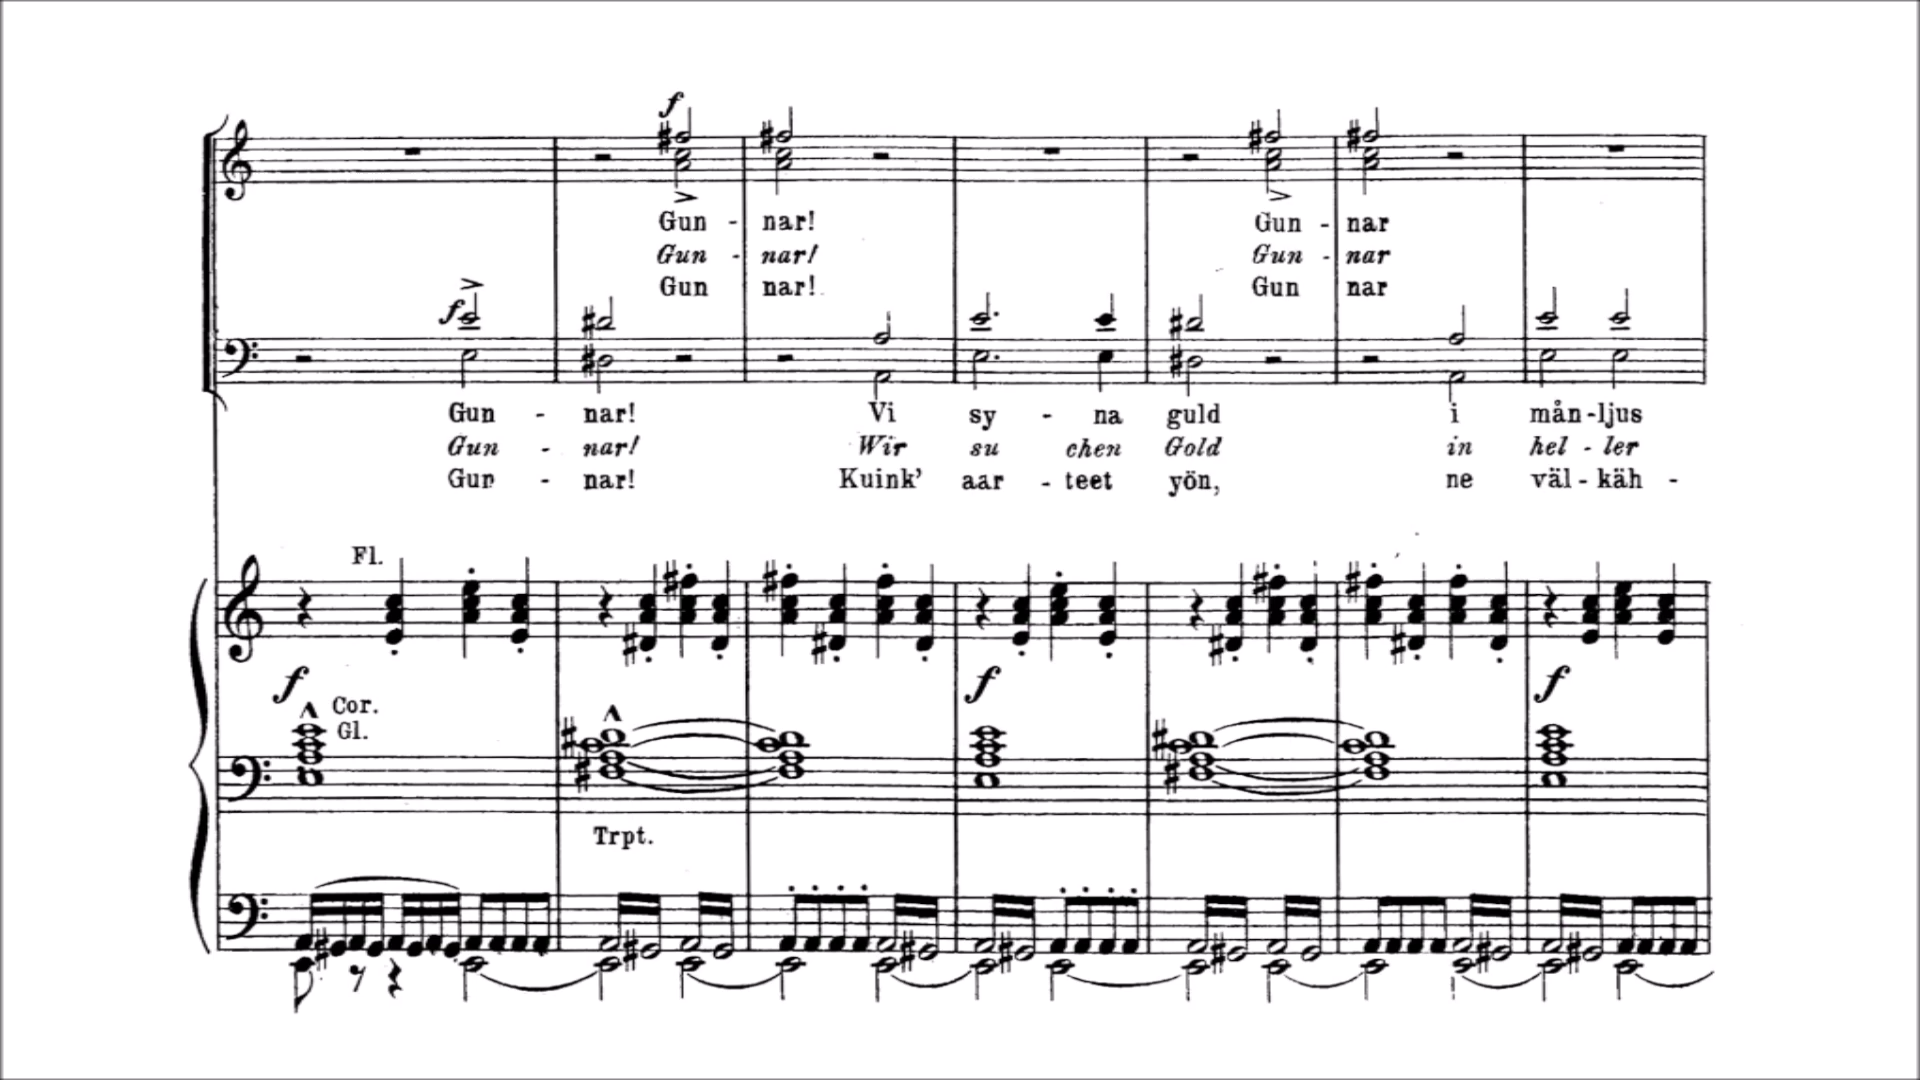 f
Gun - nar! Gun - nar
Gun - nar! Gun - nar
Gun nar! Gun nar
f
Gun - nar! Vi sy - na guld i mån - ljus
Gun - nar! Wir su chen Gold in hel - ler
Gun - nar! Kuink' aar - teet yön, ne väl - käh -
Fl.
f f f
Cor.
Gl.
Trpt.